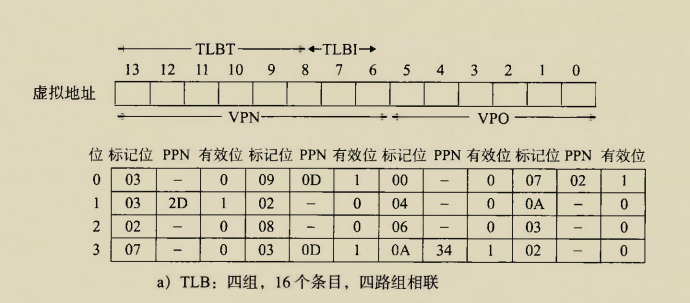 TLBT TLBI
13 12 11 10 9 8 7 6 5 4 3 2 1 0
虚拟地址
VPN VPO
位 标记位 PPN 有效位 标记位 PPN 有效位 标记位 PPN 有效位 标记位 PPN 有效位
0 03 – 0 09 0D 1 00 – 0 07 02 1
1 03 2D 1 02 – 0 04 – 0 0A – 0
2 02 – 0 08 – 0 06 – 0 03 – 0
3 07 – 0 03 0D 1 0A 34 1 02 – 0
a) TLB：四组，16个条目，四路组相联